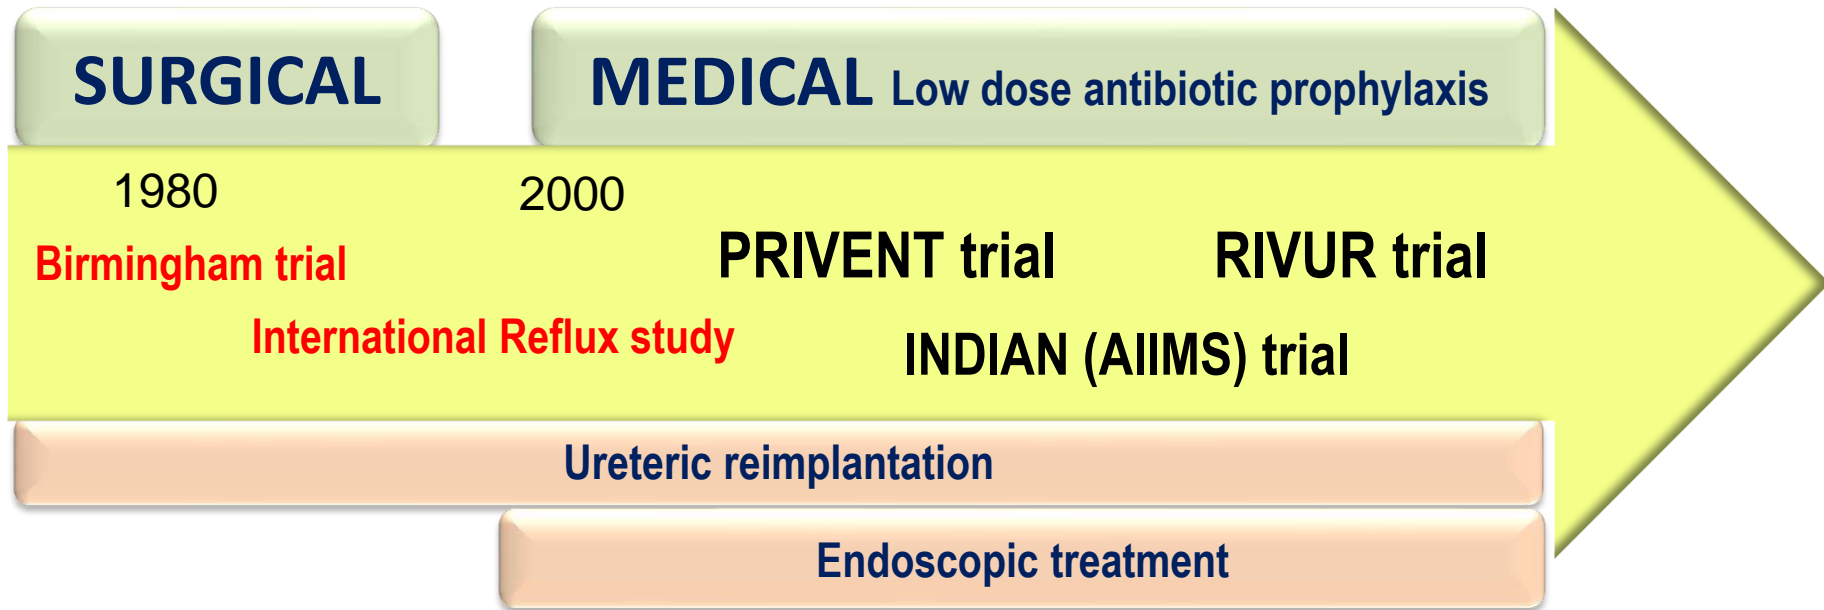 SURGICAL
MEDICAL Low dose antibiotic prophylaxis
1980
2000
Birmingham trial
PRIVENT trial
RIVUR trial
International Reflux study
INDIAN (AIIMS) trial
Ureteric reimplantation
Endoscopic treatment